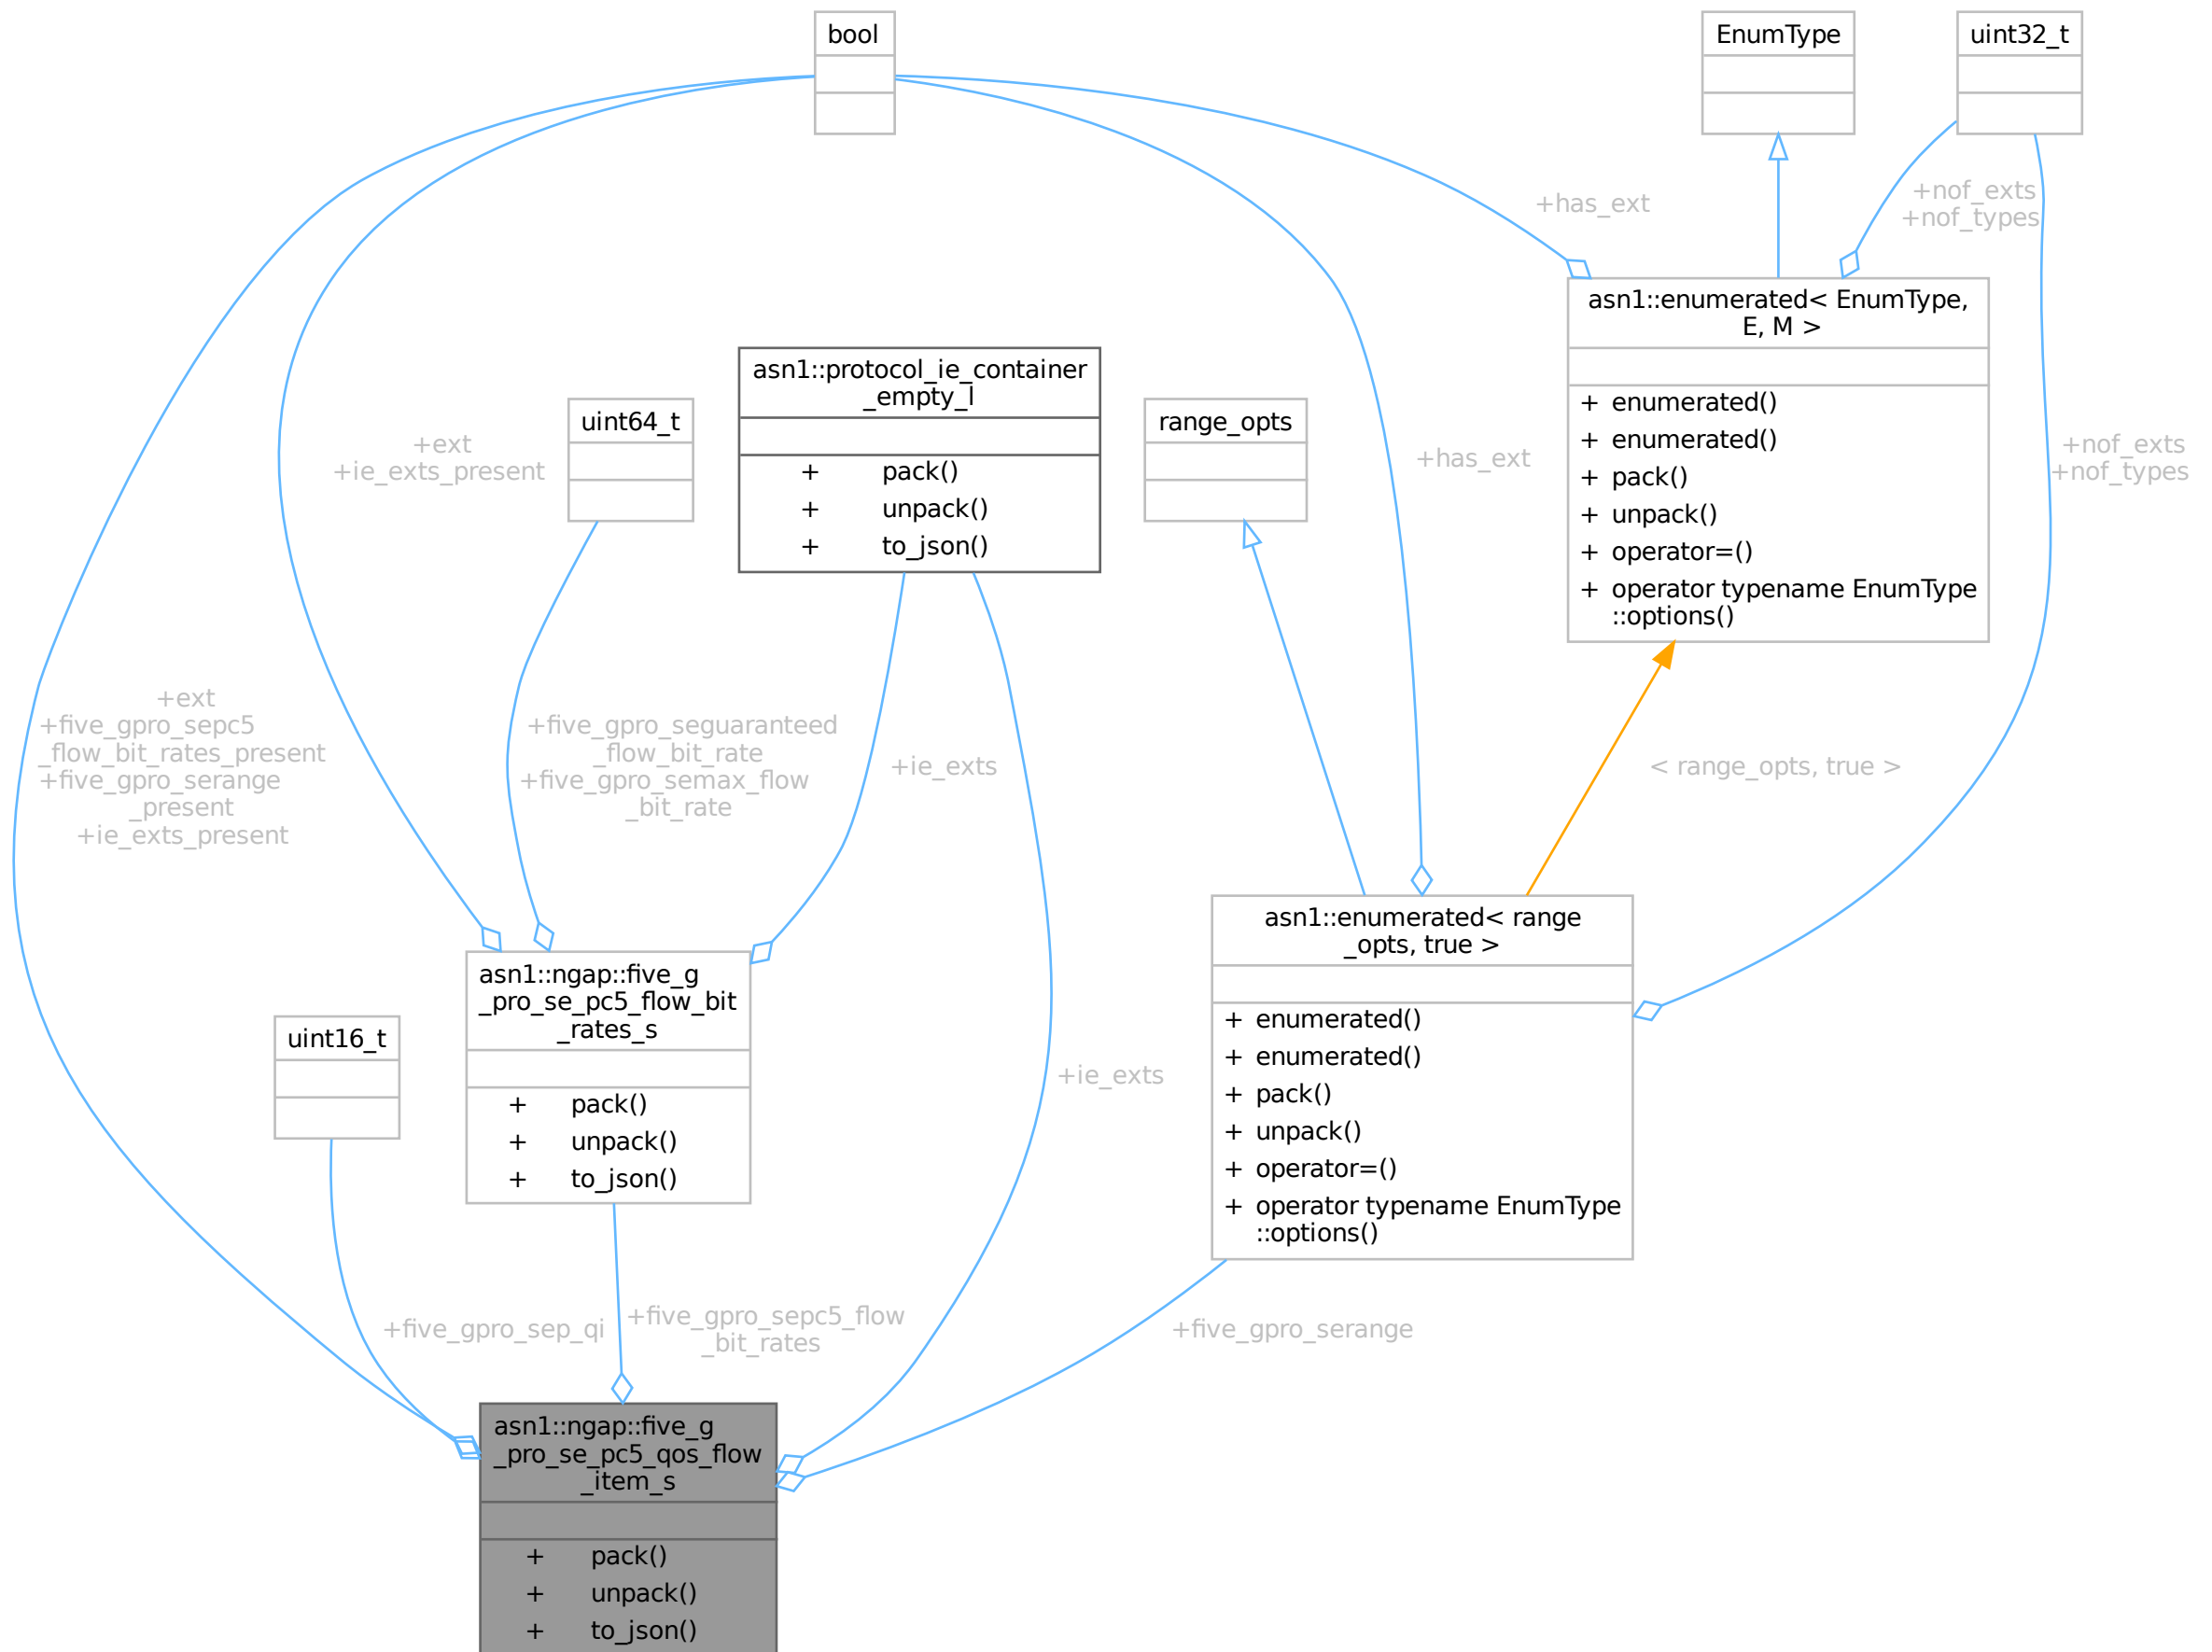 bool
EnumType
uint32_t
+has_ext
+nof_exts
+nof_types
asn1::enumerated< EnumType,
E, M >
+ enumerated()
+ enumerated()
+ pack()
+ unpack()
+ operator=()
+ operator typename EnumType
::options()
asn1::protocol_ie_container
_empty_l
+ pack()
+ unpack()
+ to_json()
uint64_t
range_opts
+ext
+ie_exts_present
+has_ext
+nof_exts
+nof_types
+ext
+five_gpro_sepc5
_flow_bit_rates_present
+five_gpro_serange
_present
+ie_exts_present
+five_gpro_seguaranteed
_flow_bit_rate
+five_gpro_semax_flow
_bit_rate
+ie_exts
< range_opts, true >
asn1::enumerated< range
_opts, true >
+ enumerated()
+ enumerated()
+ pack()
+ unpack()
+ operator=()
+ operator typename EnumType
::options()
asn1::ngap::five_g
_pro_se_pc5_flow_bit
_rates_s
+ pack()
+ unpack()
+ to_json()
uint16_t
+ie_exts
+five_gpro_sep_qi
+five_gpro_sepc5_flow
_bit_rates
+five_gpro_serange
asn1::ngap::five_g
_pro_se_pc5_qos_flow
_item_s
+ pack()
+ unpack()
+ to_json()